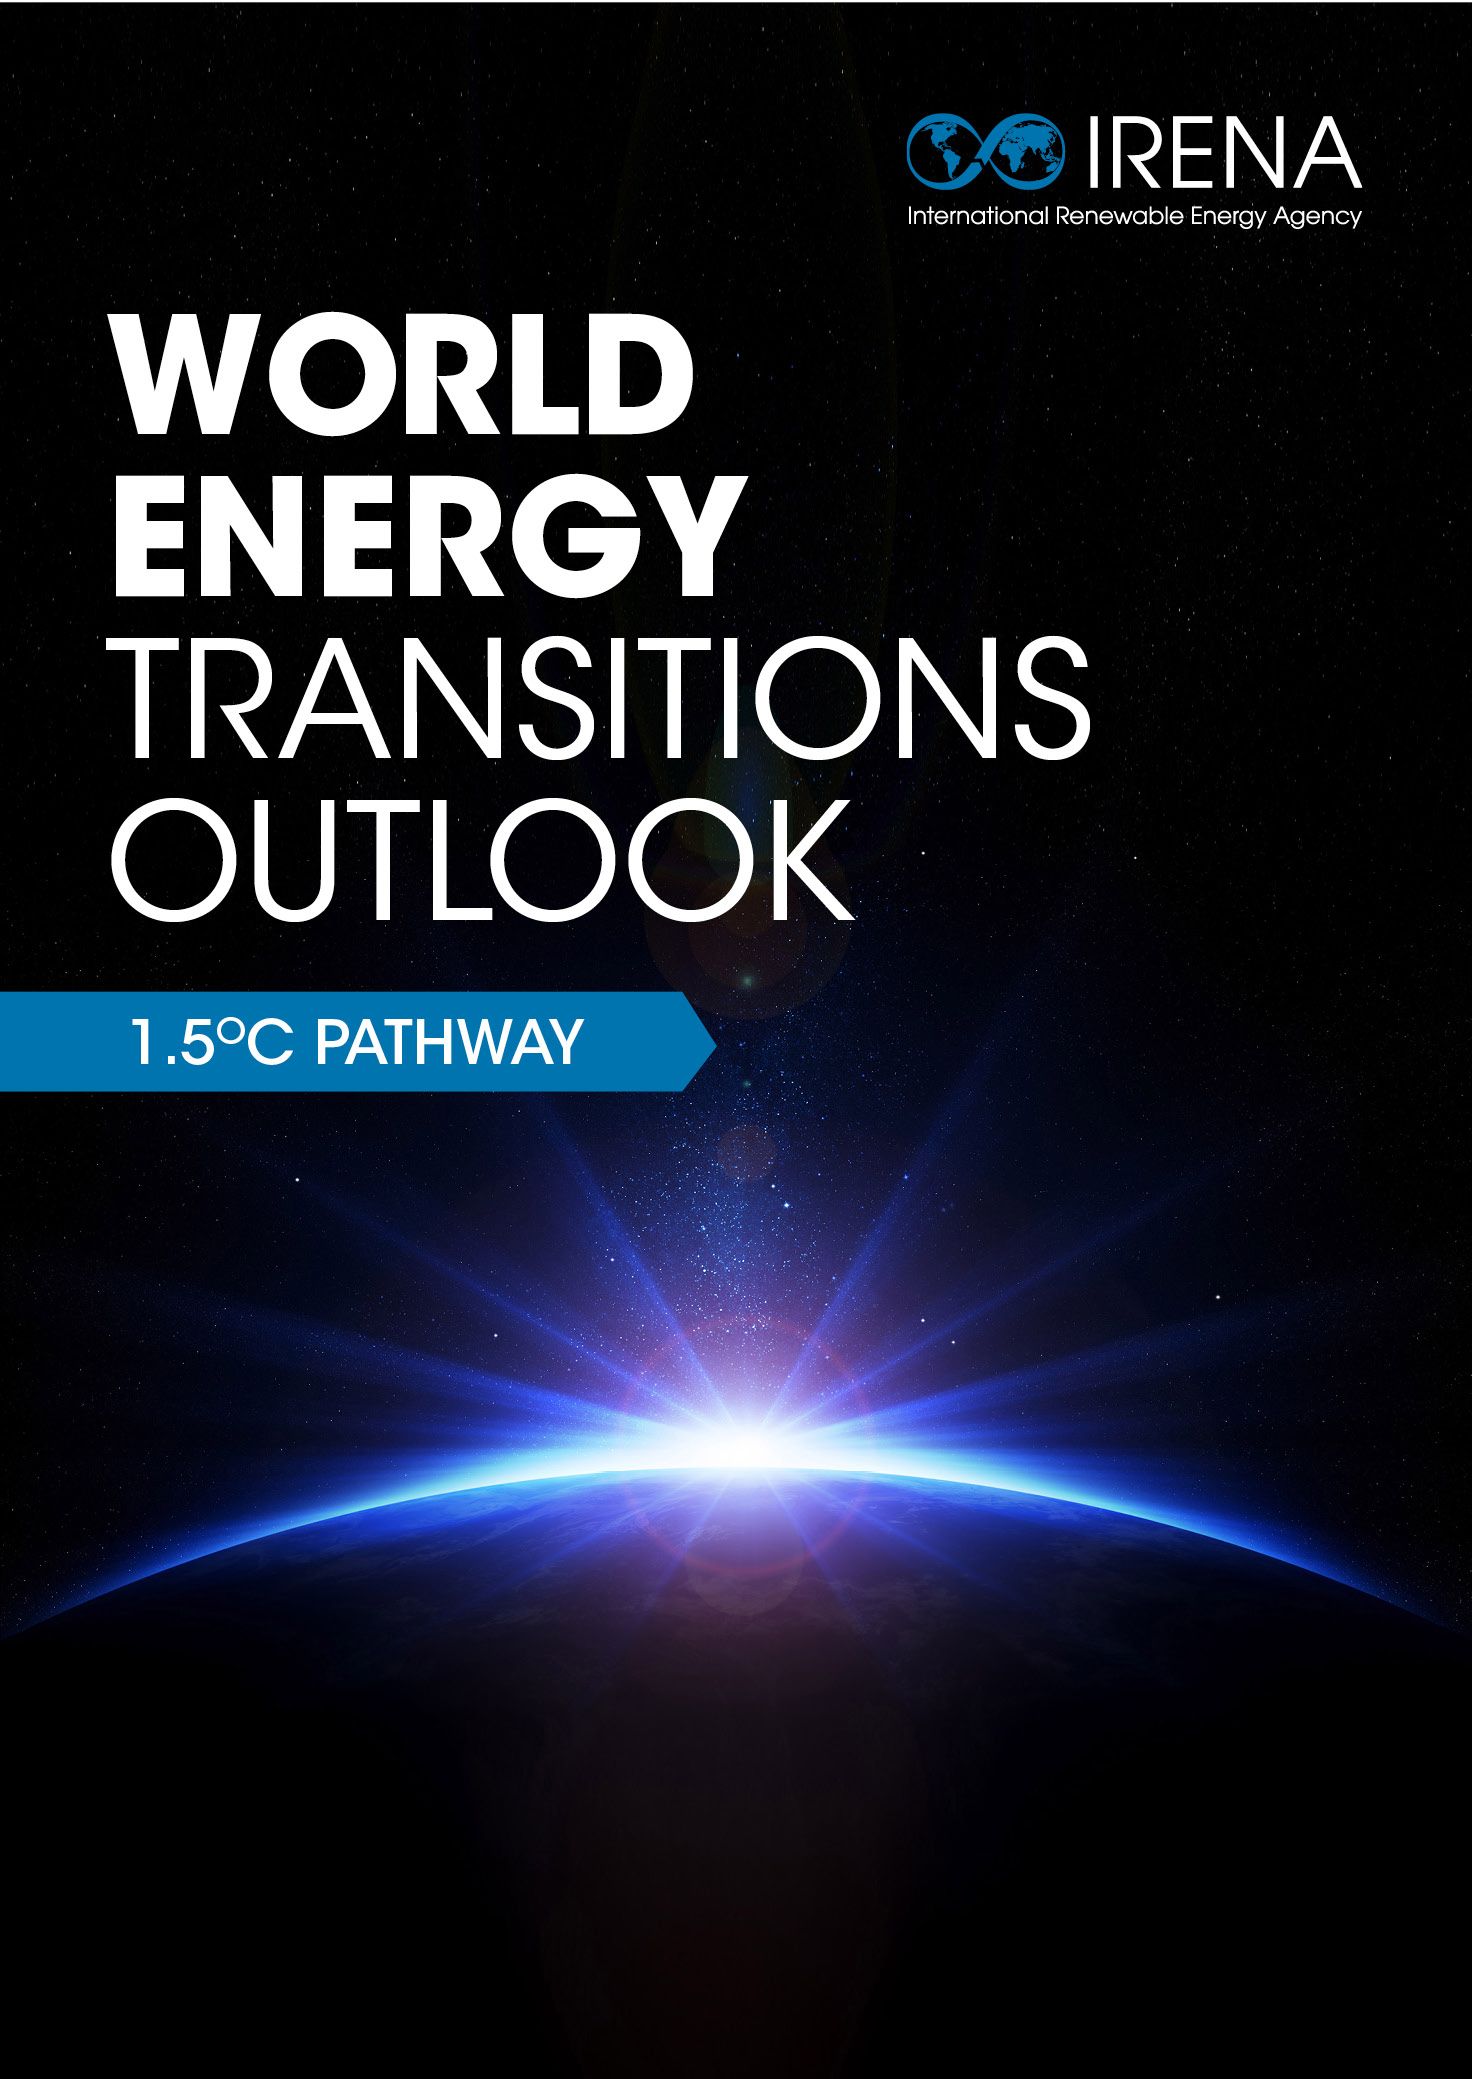 IRENA
International Renewable Energy Agency
WORLD
ENERGY
TRANSITIONS
OUTLOOK
1.5°C PATHWAY